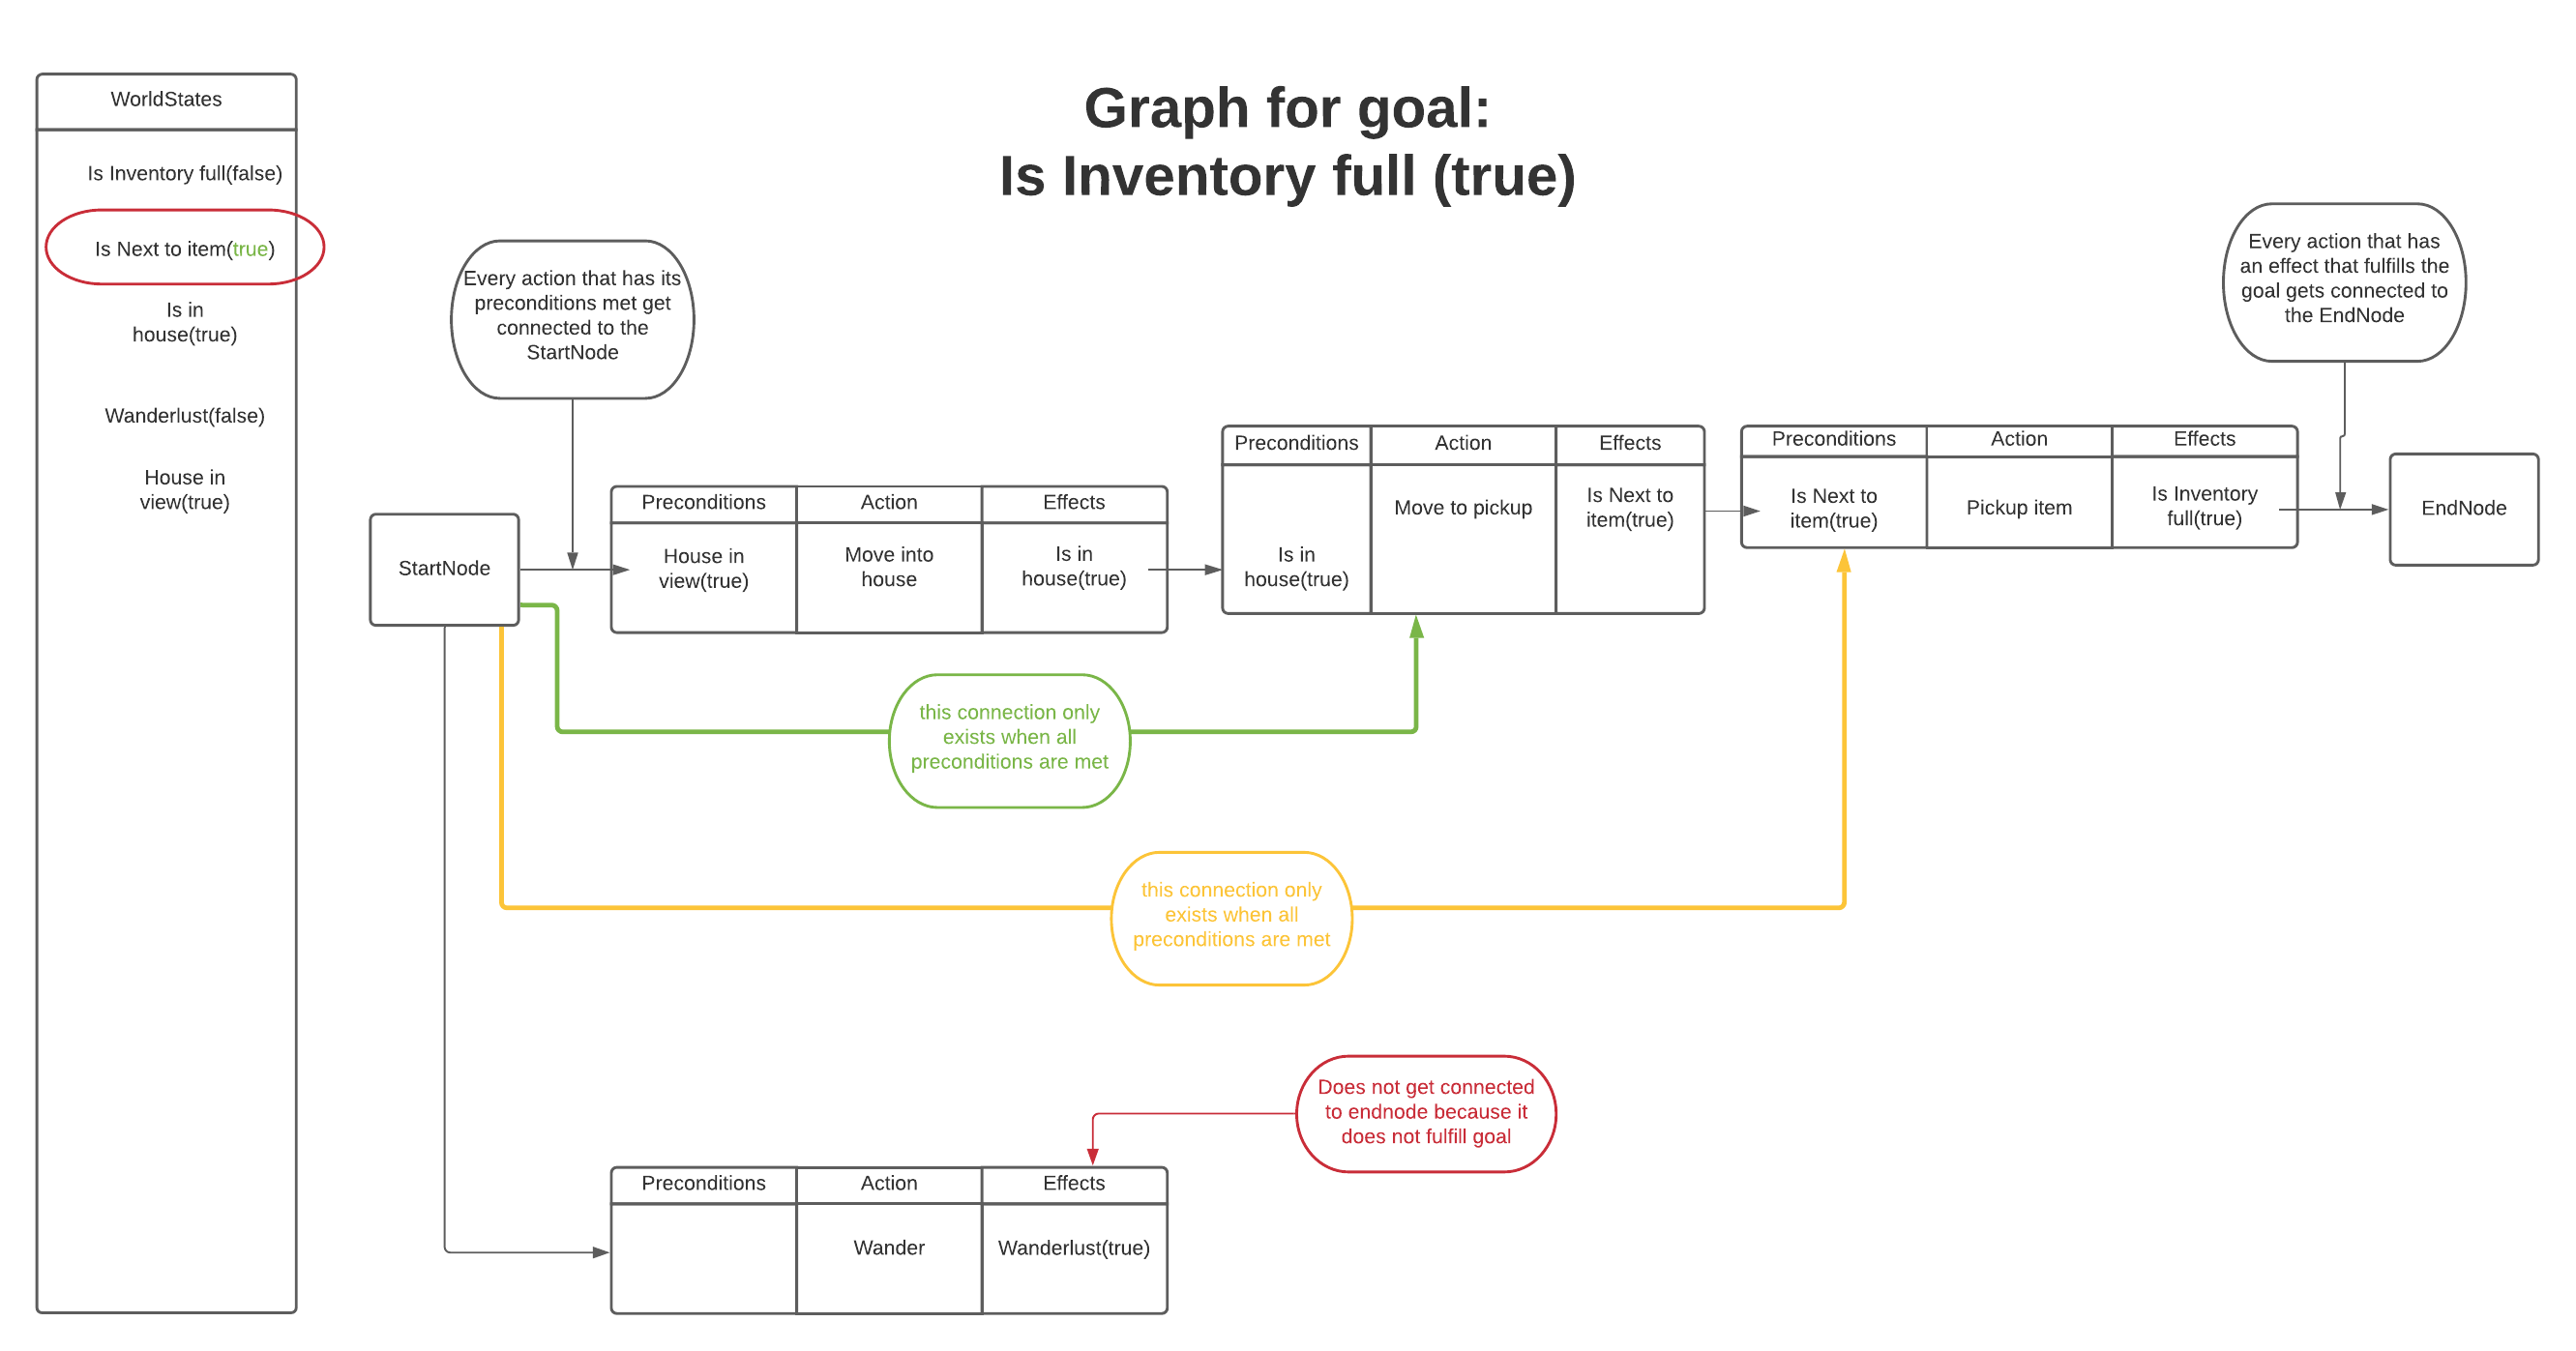 Graph for goal:
Is Inventory full (true)
WorldStates
Is Inventory full(false)
Is Next to item(true)
Is in
house(true)
Wanderlust(false)
House in
view(true)
Every action that has its
preconditions met get
connected to the
StartNode
Every action that has
an effect that fulfills the
goal gets connected to
the EndNode
StartNode
Preconditions
Action
Effects
House in
view(true)
Move into
house
Is in
house(true)
Preconditions
Action
Effects
Is in
house(true)
Move to pickup
Is Next to
item(true)
Preconditions
Action
Effects
Is Next to
item(true)
Pickup item
Is Inventory
full(true)
EndNode
this connection only
exists when all
preconditions are met
this connection only
exists when all
preconditions are met
Does not get connected
to endnode because it
does not fulfill goal
Preconditions
Action
Effects
Wander
Wanderlust(true)